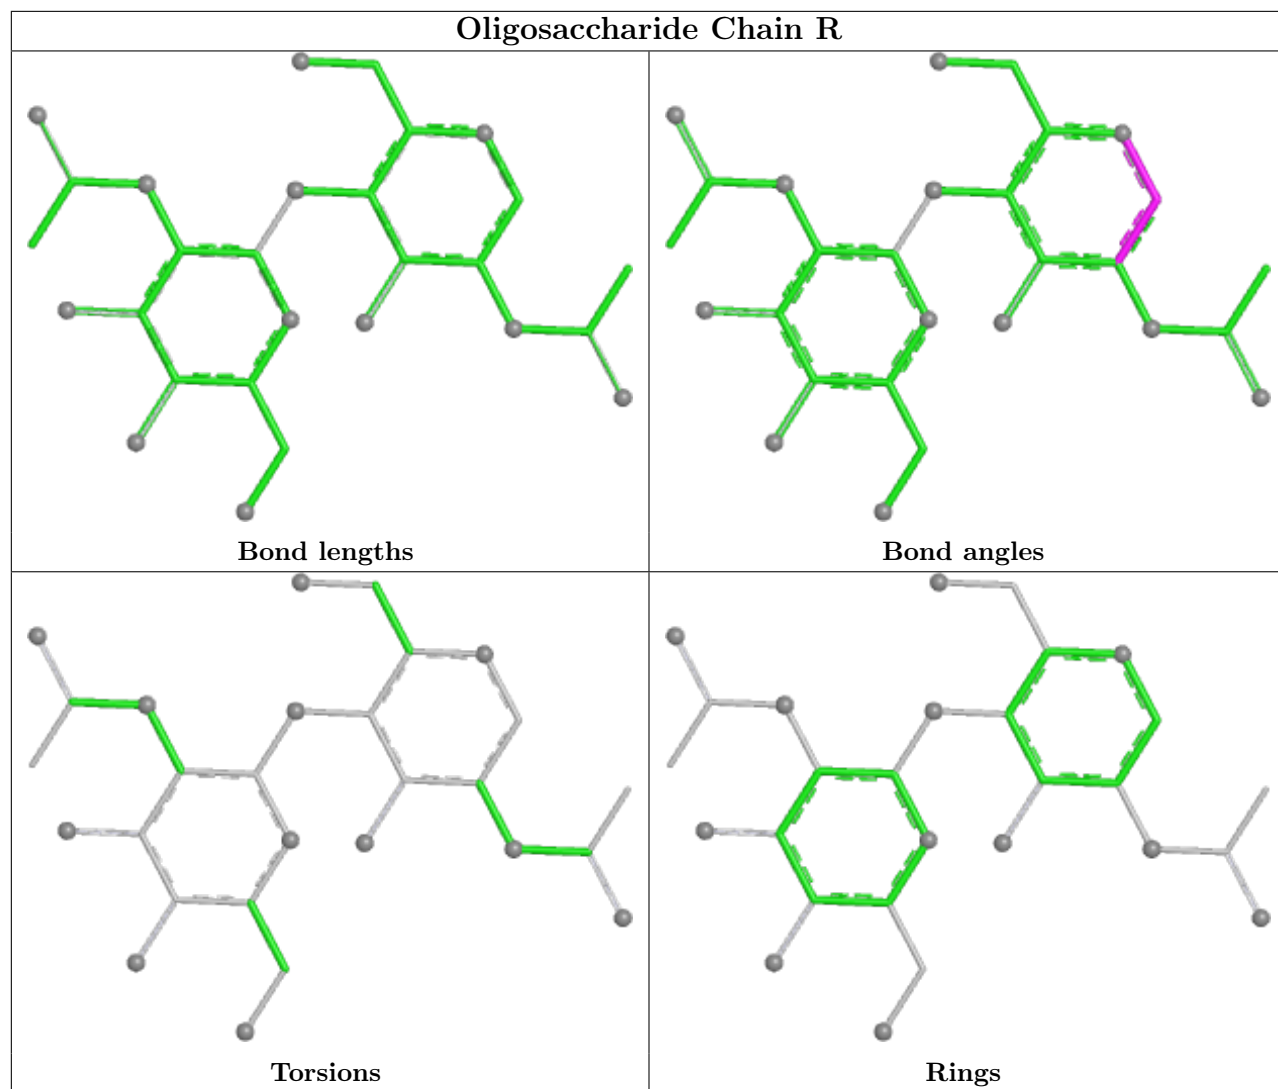 Oligosaccharide Chain R
Bond lengths
Bond angles
Torsions
Rings